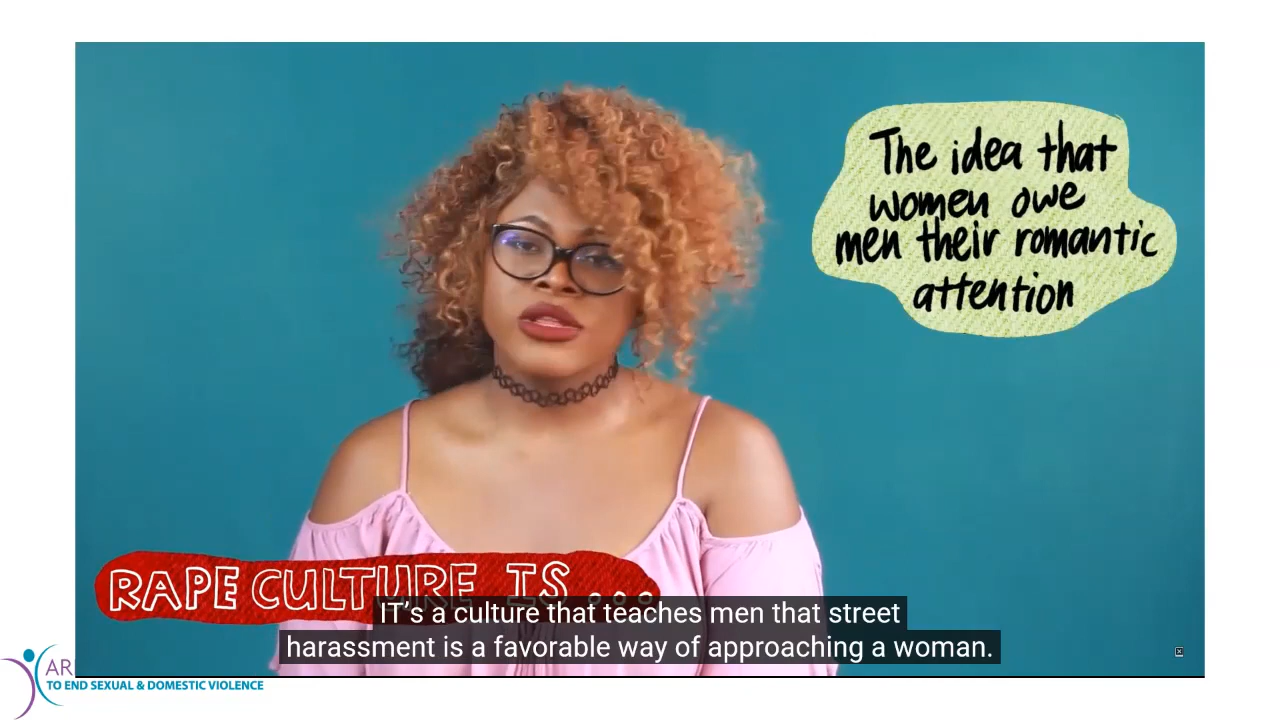 The idea that
women owe
men their romantic
attention
RAPE CULTURE IS...
IT's a culture that teaches men that street
harassment is a favorable way of approaching a woman.
TO END SEXUAL & DOMESTIC VIOLENCE